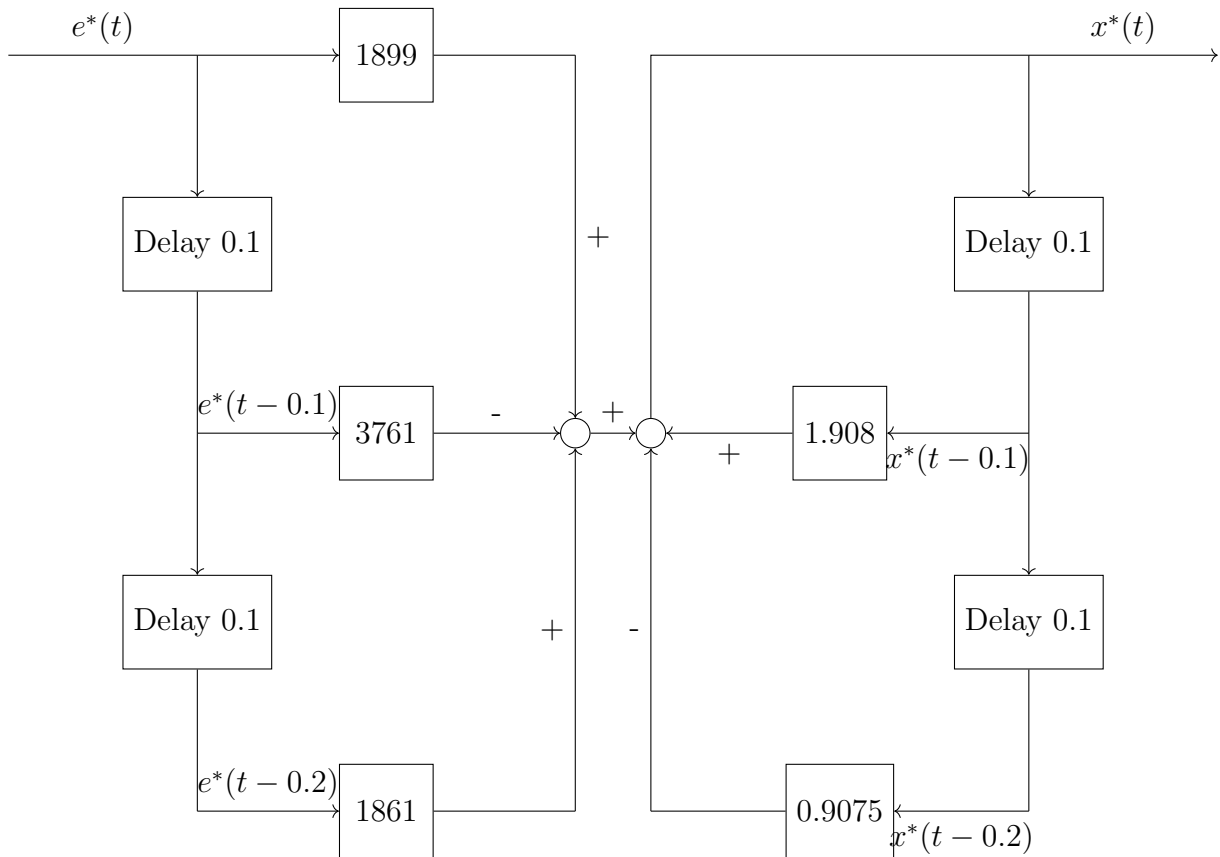 e*(t)
1899
x*(t)
Delay 0.1
Delay 0.1
+
e*(t − 0.1)
3761
-
+
+
1.908
x*(t − 0.1)
Delay 0.1
Delay 0.1
+
-
e*(t − 0.2)
1861
0.9075
x*(t − 0.2)